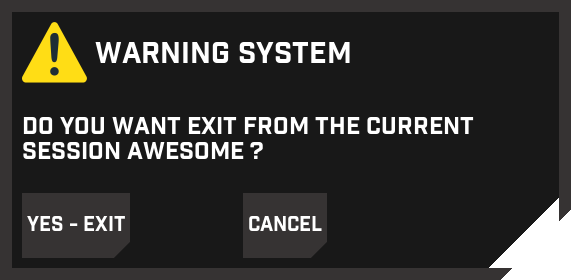 WARNING SYSTEM
DO YOU WANT EXIT FROM THE CURRENT
SESSION AWESOME ?
YES - EXIT
CANCEL